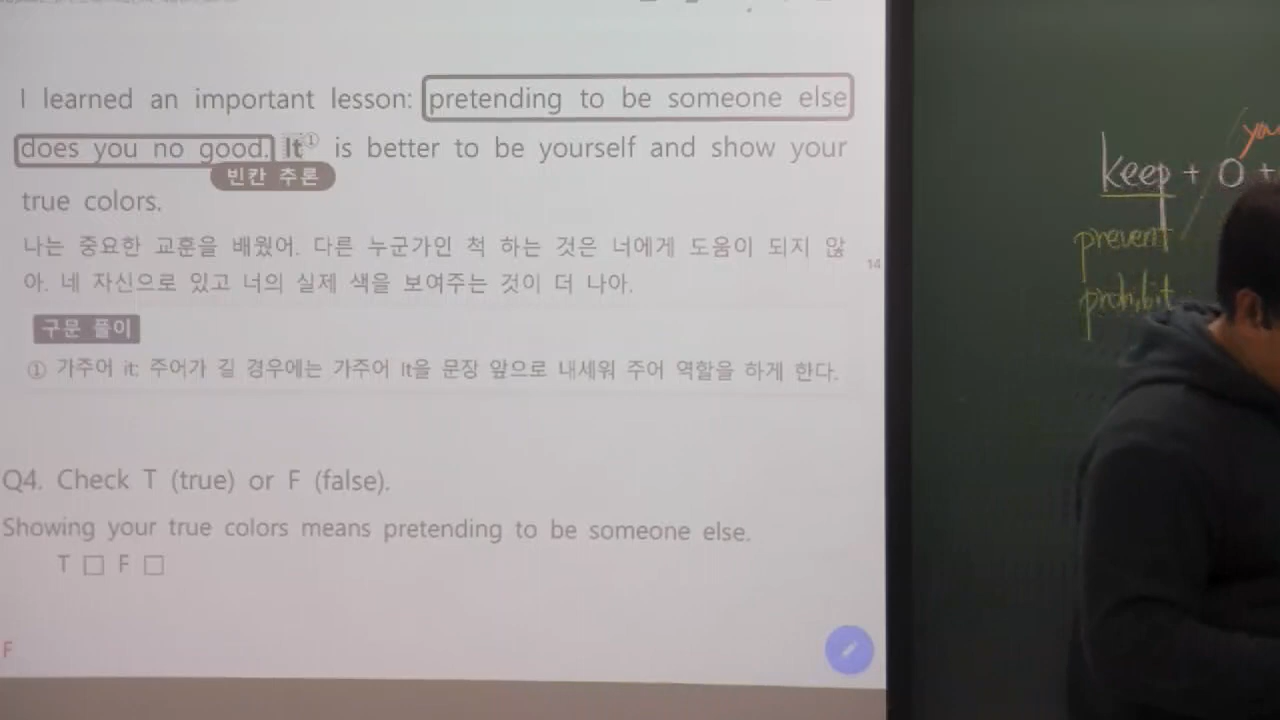 I learned an important lesson: pretending to be someone else
does you no good. It① is better to be yourself and show your
빈칸 추론
true colors.
나는 중요한 교훈을 배웠어. 다른 누군가인 척 하는 것은 너에게 도움이 되지 않
아. 네 자신으로 있고 너의 실제 색을 보여주는 것이 더 나아.
14
구문 풀이
① 가주어 it: 주어가 길 경우에는 가주어 It을 문장 앞으로 내세워 주어 역할을 하게 한다.
Q4. Check T (true) or F (false).
Showing your true colors means pretending to be someone else.
T □ F □
F
keep + O +
prevent
prohibit